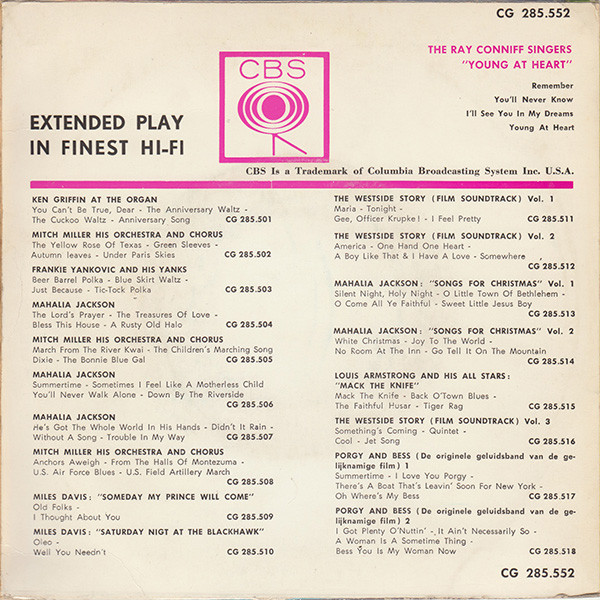 CG 285.552
THE RAY CONNIFF SINGERS
"YOUNG AT HEART"
Remember
You'll Never Know
I'll See You In My Dreams
Young At Heart
CBS
EXTENDED PLAY
IN FINEST HI-FI
CBS Is a Trademark of Columbia Broadcasting System Inc. U.S.A.
KEN GRIFFIN AT THE ORGAN
You Can't Be True, Dear - The Anniversary Waltz -
The Cuckoo Waltz - Anniversary Song CG 285.501
MITCH MILLER HIS ORCHESTRA AND CHORUS
The Yellow Rose Of Texas - Green Sleeves -
Autumn leaves - Under Paris Skies CG 285.502
FRANKIE YANKOVIC AND HIS YANKS
Beer Barrel Polka - Blue Skirt Waltz -
Just Because - Tic-Tock Polka CG 285.503
MAHALIA JACKSON
The Lord's Prayer - The Treasures Of Love -
Bless This House - A Rusty Old Halo CG 285.504
MITCH MILLER HIS ORCHESTRA AND CHORUS
March From The River Kwai - The Children's Marching Song
Dixie - The Bonnie Blue Gal CG 285.505
MAHALIA JACKSON
Summertime - Sometimes I Feel Like A Motherless Child
You'll Never Walk Alone - Down By The Riverside
CG 285.506
MAHALIA JACKSON
He's Got The Whole World In His Hands - Didn't It Rain -
Without A Song - Trouble In My Way CG 285.507
MITCH MILLER HIS ORCHESTRA AND CHORUS
Anchors Aweigh - From The Halls Of Montezuma -
U.S. Air Force Blues - U.S. Field Artillery March
CG 285.508
MILES DAVIS: "SOMEDAY MY PRINCE WILL COME"
Old Folks -
I Thought About You CG 285.509
MILES DAVIS: "SATURDAY NIGT AT THE BLACKHAWK"
Oleo -
Well You Needn't CG 285.510
THE WESTSIDE STORY (FILM SOUNDTRACK) Vol. 1
Maria - Tonight -
Gee, Officer Krupke! - I Feel Pretty CG 285.511
THE WESTSIDE STORY (FILM SOUNDTRACK) Vol. 2
America - One Hand One Heart -
A Boy Like That & I Have A Love - Somewhere
CG 285.512
MAHALIA JACKSON: "SONGS FOR CHRISTMAS" Vol. 1
Silent Night, Holy Night - O Little Town Of Bethlehem -
O Come All Ye Faithful - Sweet Little Jesus Boy
CG 285.513
MAHALIA JACKSON: "SONGS FOR CHRISTMAS" Vol. 2
White Christmas - Joy To The World -
No Room At The Inn - Go Tell It On The Mountain
CG 285.514
LOUIS ARMSTRONG AND HIS ALL STARS:
"MACK THE KNIFE"
Mack The Knife - Back O'Town Blues -
The Faithful Husar - Tiger Rag CG 285.515
THE WESTSIDE STORY (FILM SOUNDTRACK) Vol. 3
Something's Coming - Quintet -
Cool - Jet Song CG 285.516
PORGY AND BESS (De originele geluidsband van de ge-
lijknamige film) 1
Summertime - I Love You Porgy -
There's A Boat That's Leavin' Soon For New York -
Oh Where's My Bess CG 285.517
PORGY AND BESS (De originele geluidsband van de ge-
lijknamige film) 2
I Got Plenty O'Nuttin' - It Ain't Necessarily So -
A Woman Is A Sometime Thing -
Bess You Is My Woman Now CG 285.518
CG 285.552